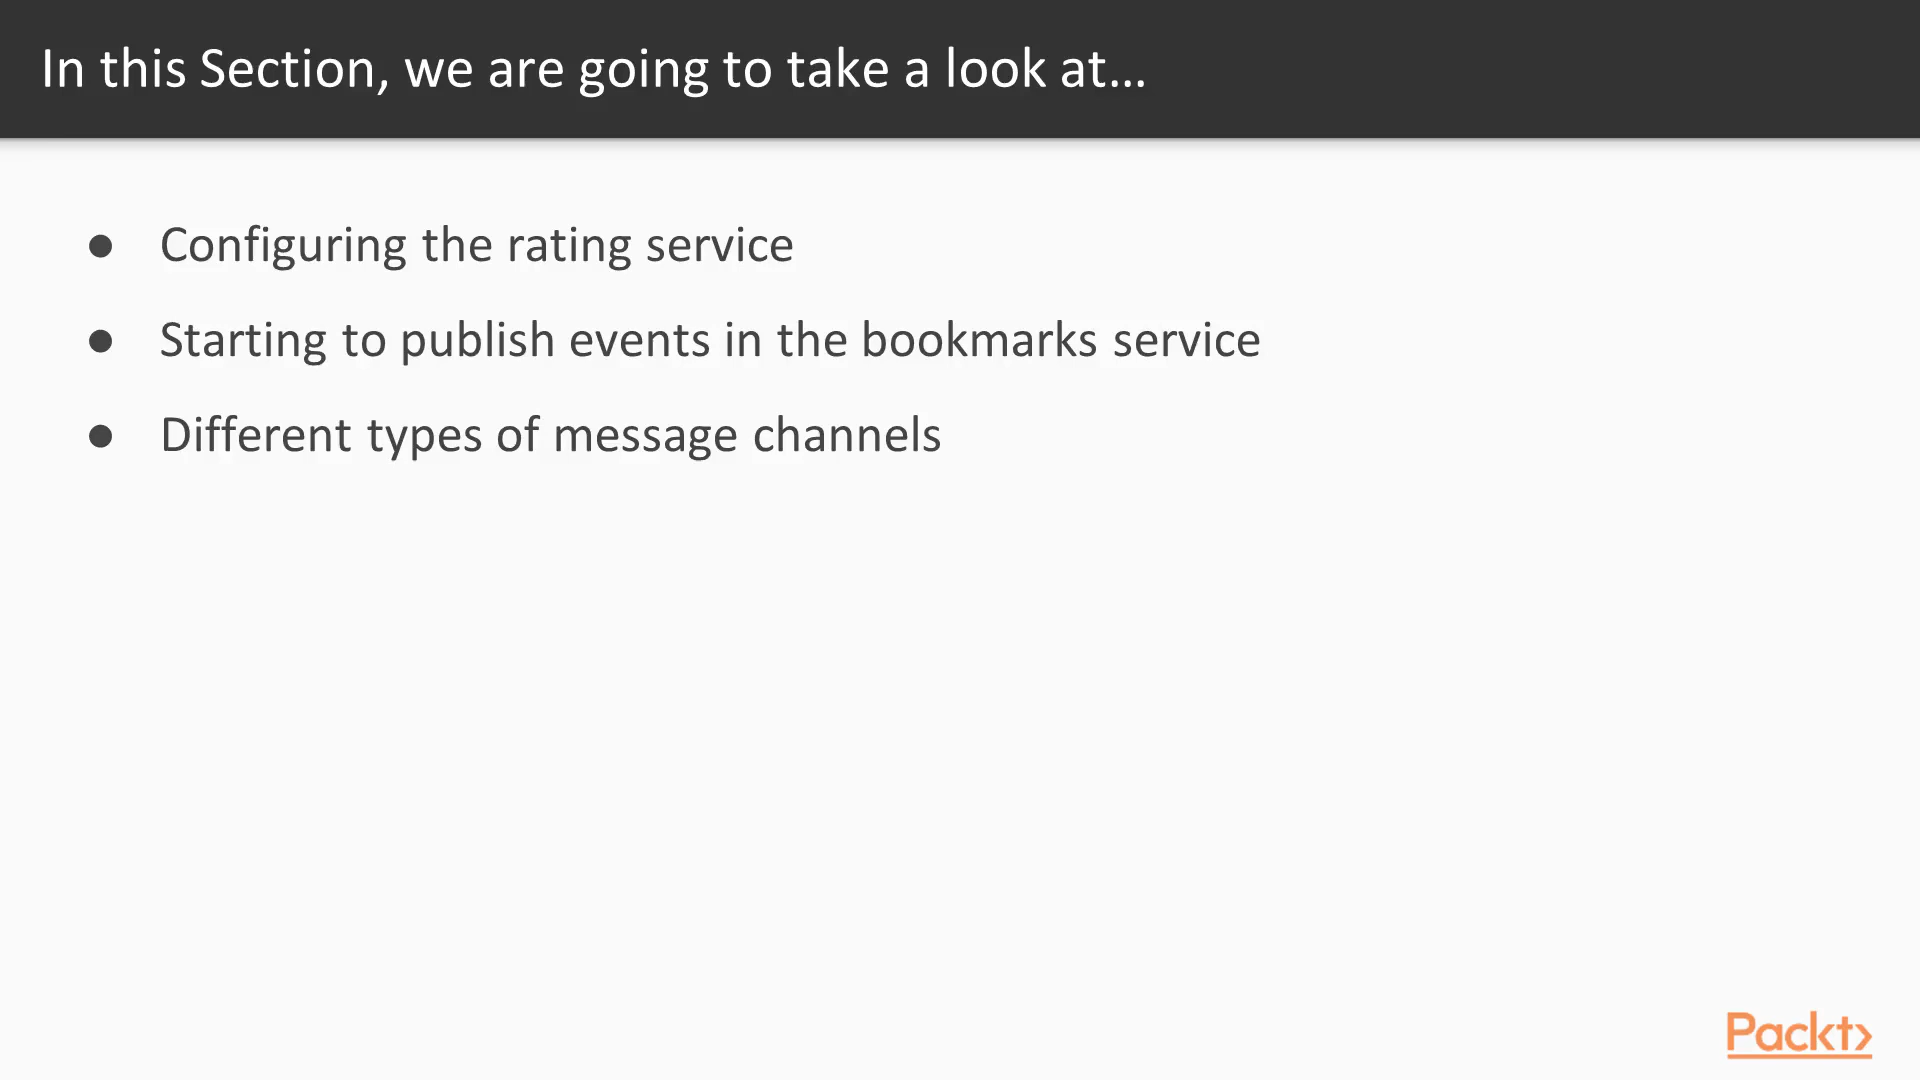 In this Section, we are going to take a look at…
● Configuring the rating service
● Starting to publish events in the bookmarks service
● Different types of message channels
Packt>